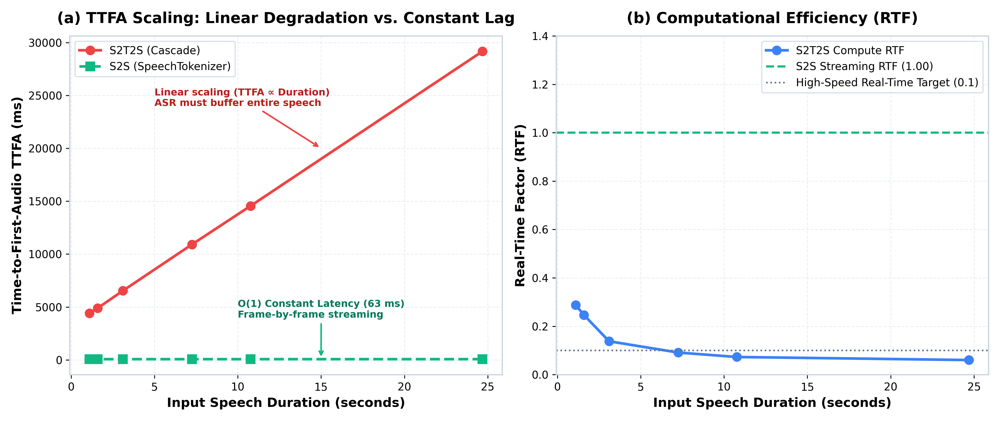 (a) TTFA Scaling: Linear Degradation vs. Constant Lag
Time-to-First-Audio TTFA (ms)
30000
25000
20000
15000
10000
5000
0
S2T2S (Cascade)
S2S (SpeechTokenizer)
Linear scaling (TTFA ∝ Duration)
ASR must buffer entire speech
O(1) Constant Latency (63 ms)
Frame-by-frame streaming
0 5 10 15 20 25
Input Speech Duration (seconds)
(b) Computational Efficiency (RTF)
Real-Time Factor (RTF)
1.4
1.2
1.0
0.8
0.6
0.4
0.2
0.0
S2T2S Compute RTF
S2S Streaming RTF (1.00)
High-Speed Real-Time Target (0.1)
0 5 10 15 20 25
Input Speech Duration (seconds)